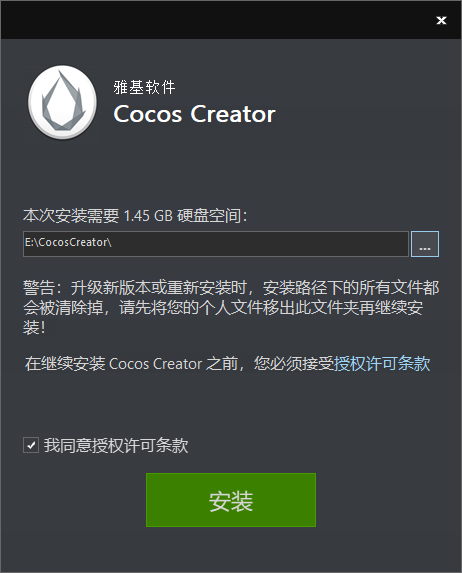 雅基软件
Cocos Creator
本次安装需要 1.45 GB 硬盘空间：
E:\CocosCreator\
...
警告：升级新版本或重新安装时，安装路径下的所有文件都
会被清除掉，请先将您的个人文件移出此文件夹再继续安
装！
在继续安装 Cocos Creator 之前，您必须接受授权许可条款
我同意授权许可条款
安装